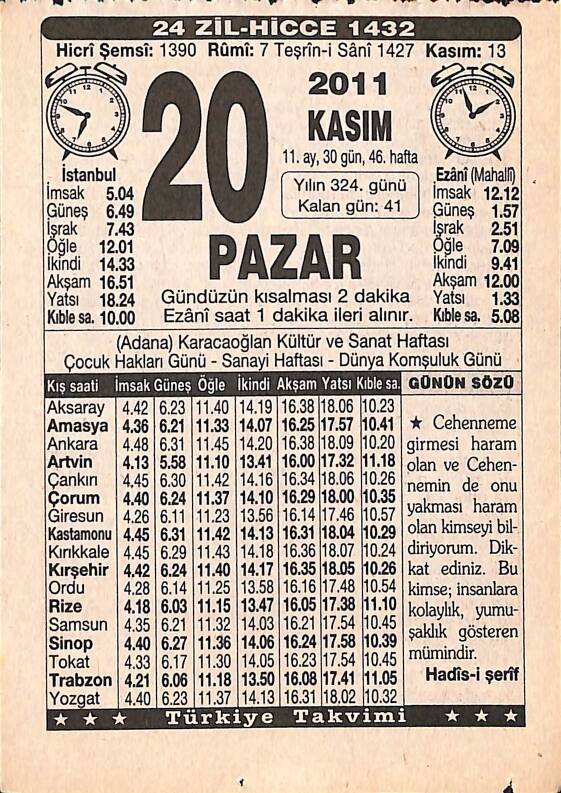 24 ZİL-HİCCE 1432
Hicrî Şemsî: 1390 Rûmî: 7 Teşrîn-i Sânî 1427 Kasım: 13
20
2011
KASIM
11. ay, 30 gün, 46. hafta
Yılın 324. günü
Kalan gün: 41
PAZAR
Gündüzün kısalması 2 dakika
Ezânî saat 1 dakika ileri alınır.
İstanbul
İmsak 5.04
Güneş 6.49
İşrak 7.43
Öğle 12.01
İkindi 14.33
Akşam 16.51
Yatsı 18.24
Kıble sa. 10.00
Ezânî (Mahallî)
İmsak 12.12
Güneş 1.57
İşrak 2.51
Öğle 7.09
İkindi 9.41
Akşam 12.00
Yatsı 1.33
Kıble sa. 5.08
(Adana) Karacaoğlan Kültür ve Sanat Haftası
Çocuk Hakları Günü - Sanayi Haftası - Dünya Komşuluk Günü
Kış saati İmsak Güneş Öğle İkindi Akşam Yatsı Kıble sa.
Aksaray 4.42 6.23 11.40 14.19 16.38 18.06 10.23
Amasya 4.36 6.21 11.33 14.07 16.25 17.57 10.41
Ankara 4.48 6.31 11.45 14.20 16.38 18.09 10.20
Artvin 4.13 5.58 11.10 13.41 16.00 17.32 11.18
Çankırı 4.45 6.30 11.42 14.16 16.34 18.06 10.26
Çorum 4.40 6.24 11.37 14.10 16.29 18.00 10.35
Giresun 4.26 6.11 11.23 13.56 16.14 17.46 10.57
Kastamonu 4.45 6.31 11.42 14.13 16.31 18.04 10.29
Kırıkkale 4.45 6.29 11.43 14.18 16.36 18.07 10.24
Kırşehir 4.42 6.24 11.40 14.17 16.35 18.05 10.26
Ordu 4.28 6.14 11.25 13.58 16.16 17.48 10.54
Rize 4.18 6.03 11.15 13.47 16.05 17.38 11.10
Samsun 4.35 6.21 11.32 14.03 16.21 17.54 10.45
Sinop 4.40 6.27 11.36 14.06 16.24 17.58 10.39
Tokat 4.33 6.17 11.30 14.05 16.23 17.54 10.45
Trabzon 4.21 6.06 11.18 13.50 16.08 17.41 11.05
Yozgat 4.40 6.23 11.37 14.13 16.31 18.02 10.32
GÜNÜN SÖZÜ
★ Cehenneme
girmesi haram
olan ve Cehen-
nemin de onu
yakması haram
olan kimseyi bil-
diriyorum. Dik-
kat ediniz. Bu
kimse; insanlara
kolaylık, yumu-
şaklık gösteren
mümindir.
Hadîs-i şerîf
★ ★ ★ Türkiye Takvimi ★ ★ ★